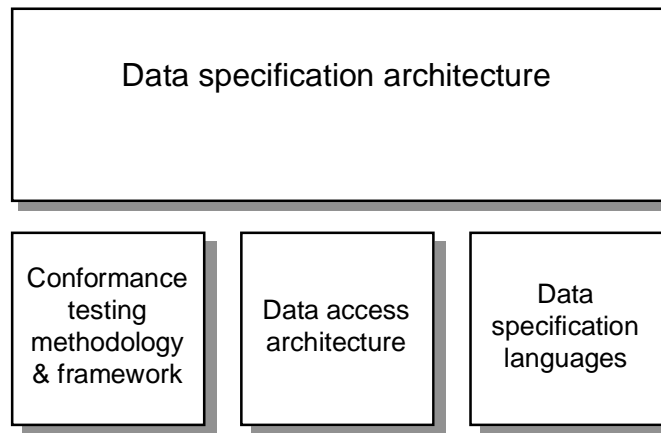 Data specification architecture
Conformance
testing
methodology
& framework
Data access
architecture
Data
specification
languages